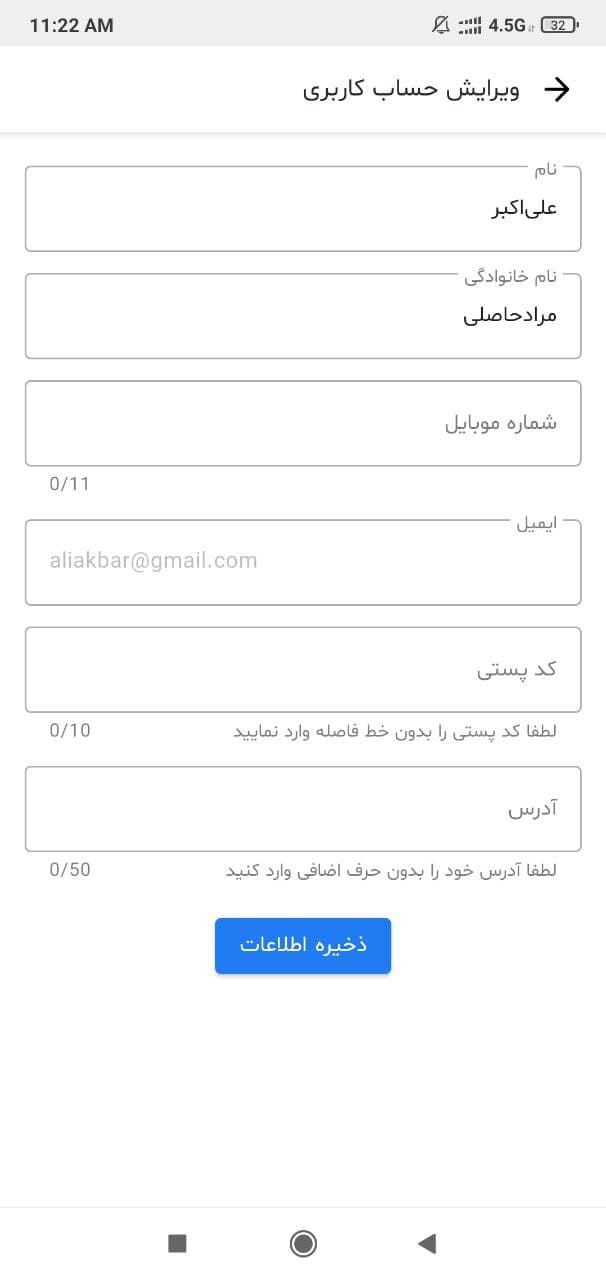 11:22 AM 4.5G 32
ویرایش حساب کاربری
نام
علی‌اکبر
نام خانوادگی
مرادحاصلی
شماره موبایل
0/11
ایمیل
aliakbar@gmail.com
کد پستی
لطفا کد پستی را بدون خط فاصله وارد نمایید 0/10
آدرس
لطفا آدرس خود را بدون حرف اضافی وارد کنید 0/50
ذخیره اطلاعات